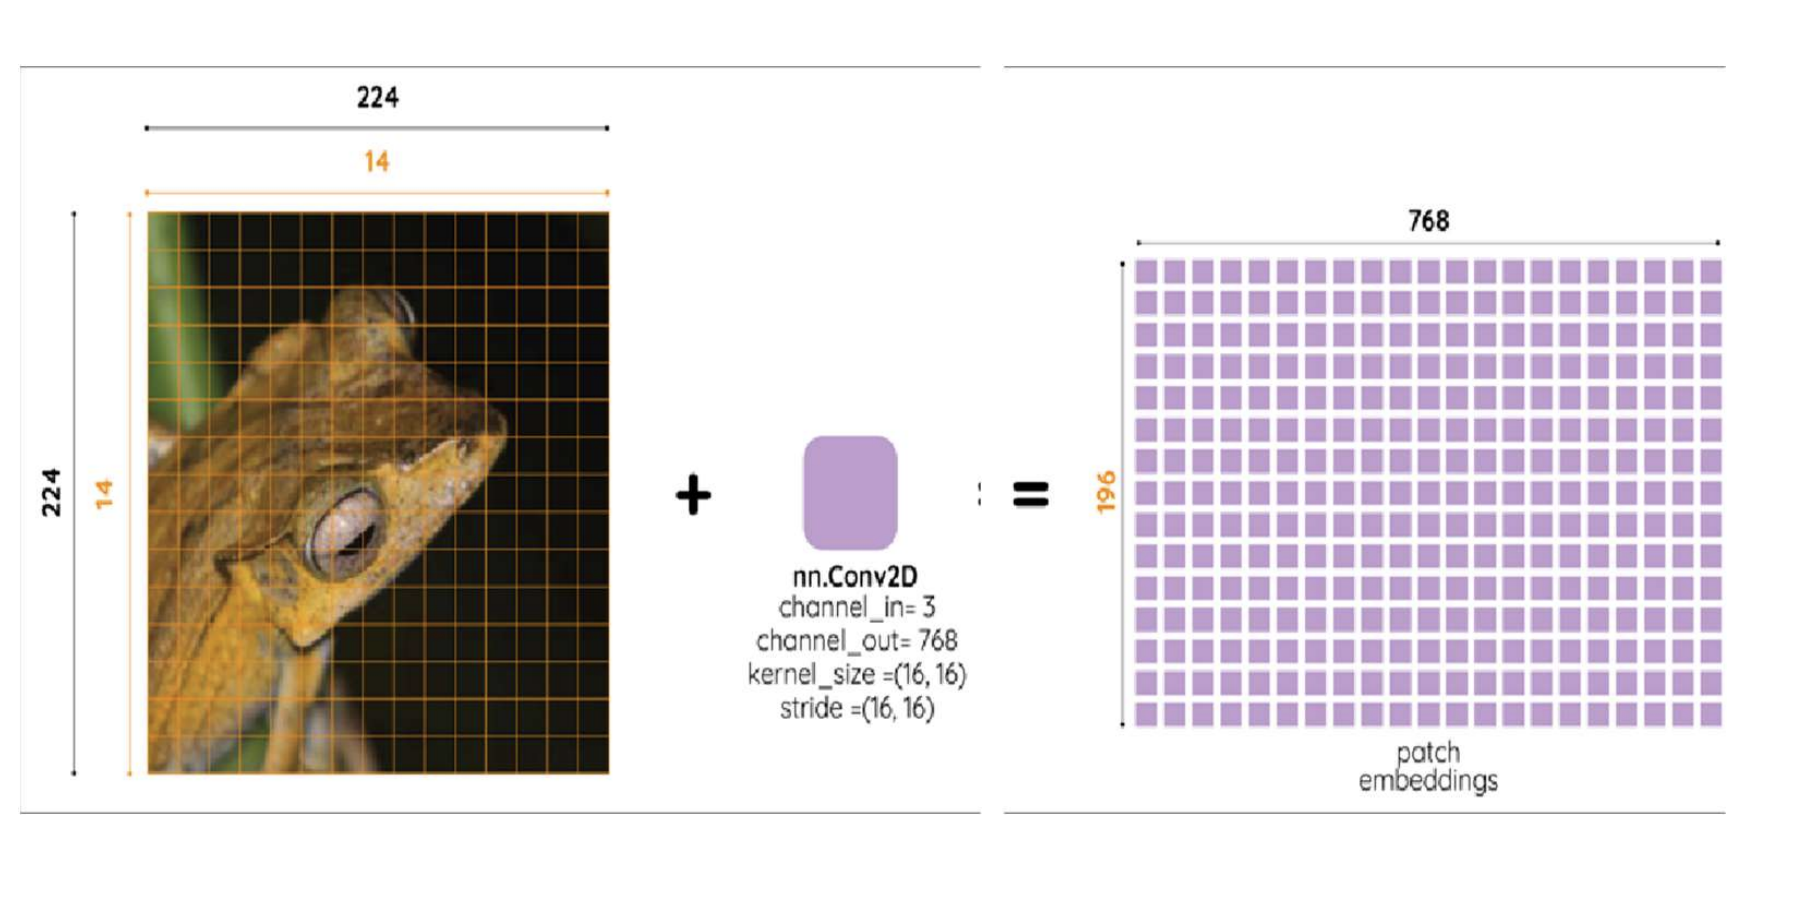 224
14
224
14
+
nn.Conv2D
channel_in= 3
channel_out= 768
kernel_size =(16, 16)
stride =(16, 16)
=
768
196
patch
embeddings